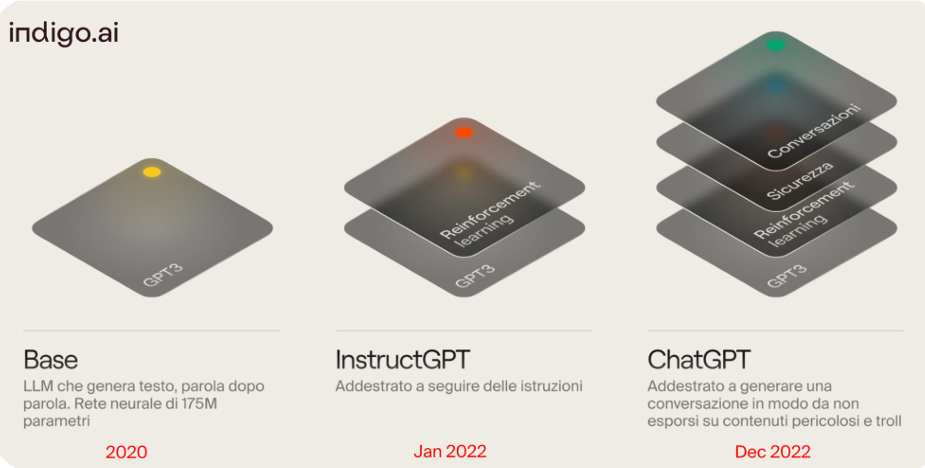 indigo.ai
GPT3
Reinforcement
learning
GPT3
Conversazioni
Sicurezza
Reinforcement
learning
GPT3
Base
LLM che genera testo, parola dopo
parola. Rete neurale di 175M
parametri
2020
InstructGPT
Addestrato a seguire delle istruzioni
Jan 2022
ChatGPT
Addestrato a generare una
conversazione in modo da non
esporsi su contenuti pericolosi e troll
Dec 2022